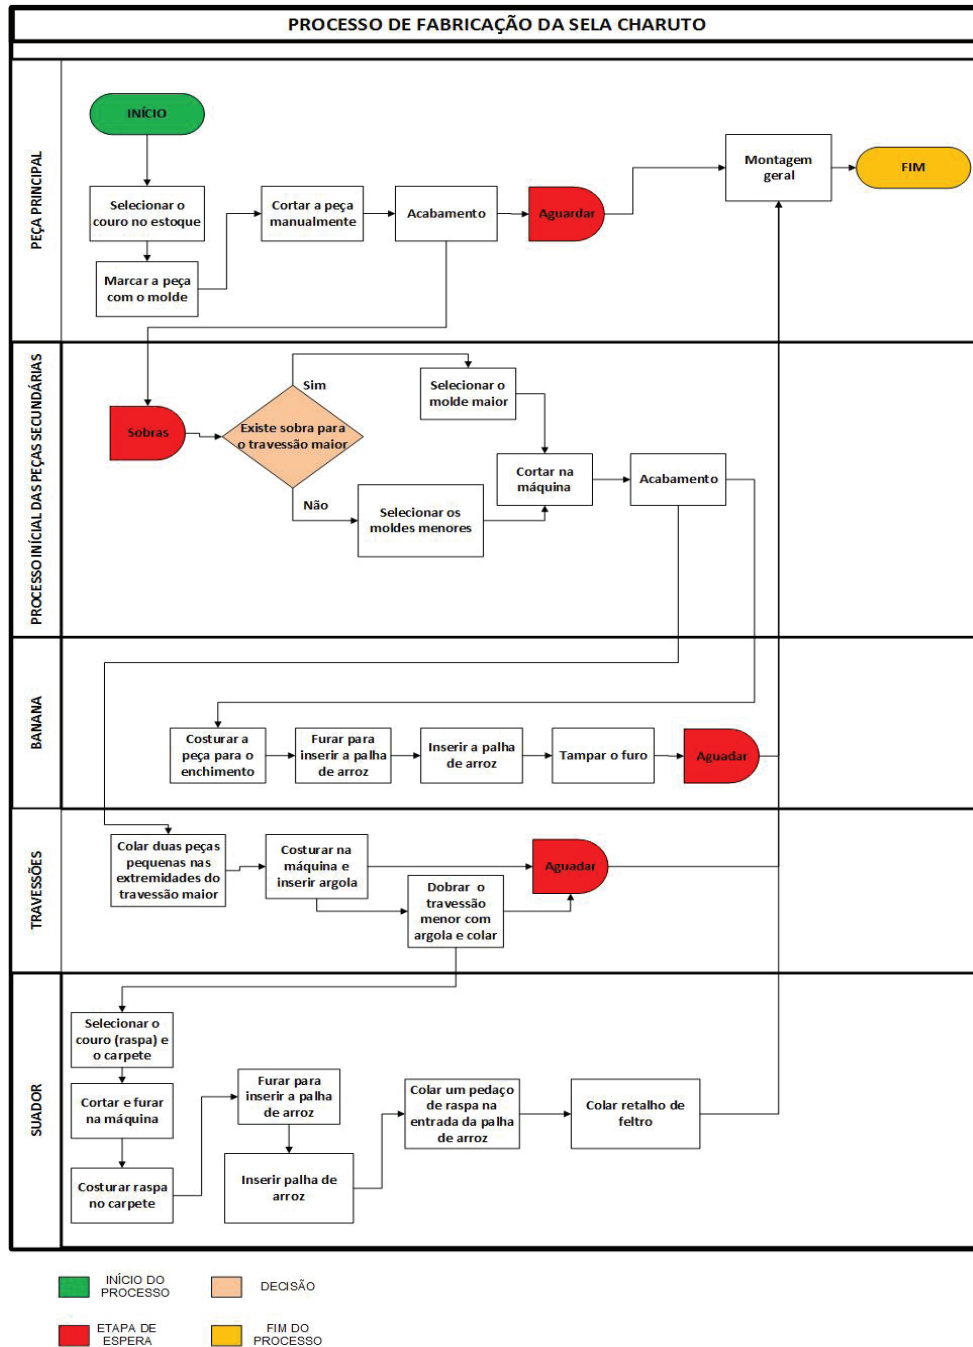 PROCESSO DE FABRICAÇÃO DA SELA CHARUTO
PEÇA PRINCIPAL
INÍCIO
Selecionar o
couro no estoque
Marcar a peça
com o molde
Cortar a peça
manualmente
Acabamento
Aguardar
Montagem
geral
FIM
PROCESSO INÍCIAL DAS PEÇAS SECUNDÁRIAS
Sobras
Existe sobra para
o travessão maior
Sim
Não
Selecionar o
molde maior
Selecionar os
moldes menores
Cortar na
máquina
Acabamento
BANANA
Costurar a
peça para o
enchimento
Furar para
inserir a palha
de arroz
Inserir a palha
de arroz
Tampar o furo
Aguadar
TRAVESSÕES
Colar duas peças
pequenas nas
extremidades do
travessão maior
Costurar na
máquina e
inserir argola
Dobrar o
travessão
menor com
argola e colar
Aguadar
SUADOR
Selecionar o
couro (raspa) e
o carpete
Cortar e furar
na máquina
Costurar raspa
no carpete
Furar para
inserir a palha
de arroz
Inserir palha de
arroz
Colar um pedaço
de raspa na
entrada da palha
de arroz
Colar retalho de
feltro
INÍCIO DO
PROCESSO
DECISÃO
ETAPA DE
ESPERA
FIM DO
PROCESSO